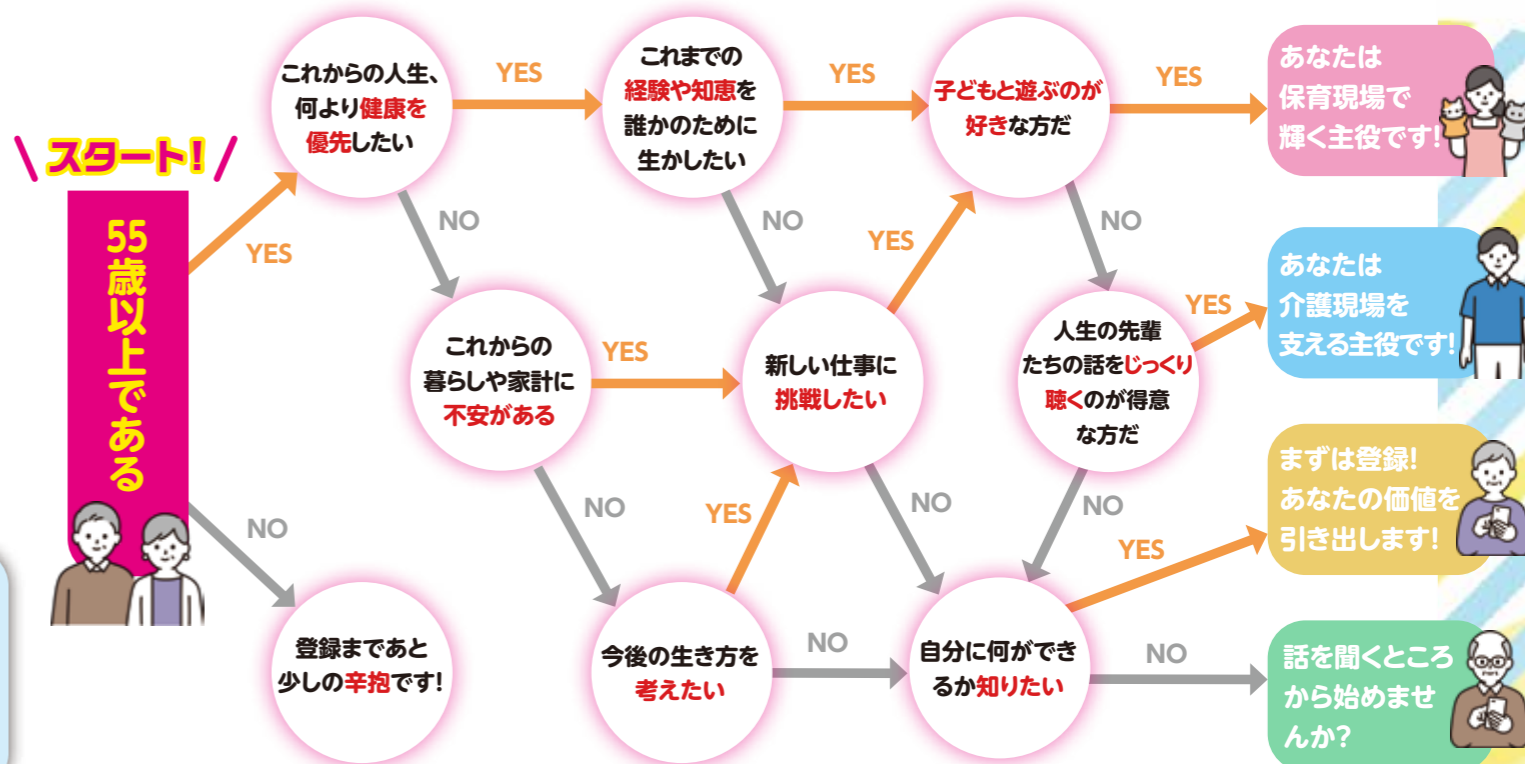 スタート!
55歳以上である
YES
NO
これからの人生、
何より健康を
優先したい
YES
NO
これまでの
経験や知恵を
誰かのために
生かしたい
YES
NO
子どもと遊ぶのが
好きな方だ
YES
NO
あなたは
保育現場で
輝く主役です!
これからの
暮らしや家計に
不安がある
YES
NO
新しい仕事に
挑戦したい
YES
NO
人生の先輩
たちの話をじっくり
聴くのが得意
な方だ
YES
NO
あなたは
介護現場を
支える主役です!
登録まであと
少しの辛抱です!
今後の生き方を
考えたい
YES
NO
自分に何ができ
るか知りたい
YES
NO
まずは登録!
あなたの価値を
引き出します!
話を聞くところ
から始めませ
んか?